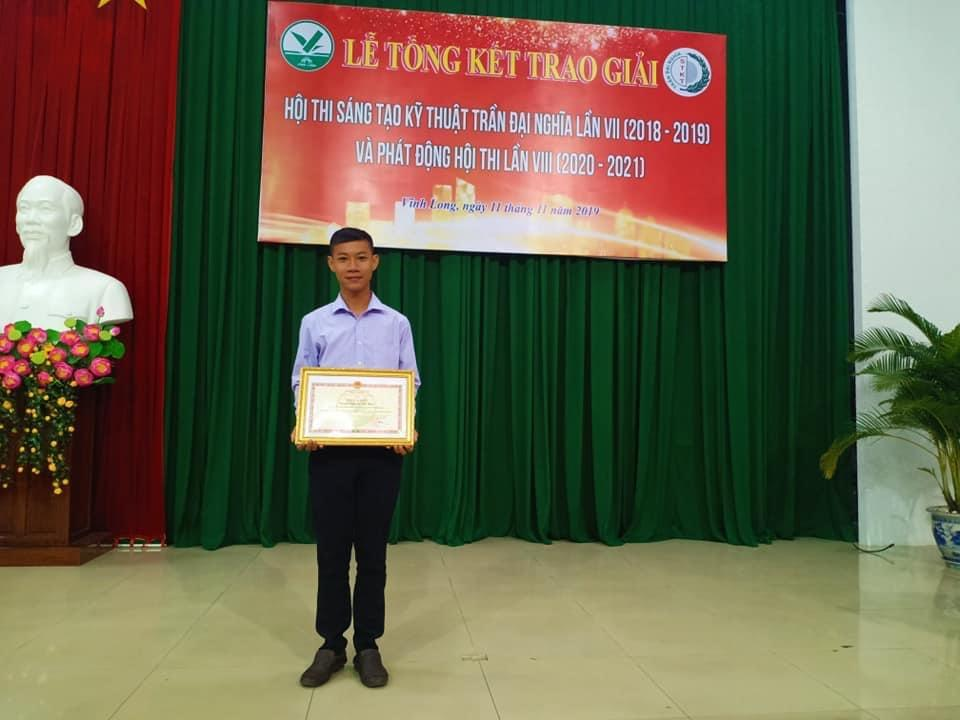 LỄ TỔNG KẾT TRAO GIẢI
HỘI THI SÁNG TẠO KỸ THUẬT TRẦN ĐẠI NGHĨA LẦN VII (2018 - 2019)
VÀ PHÁT ĐỘNG HỘI THI LẦN VIII (2020 - 2021)
Vĩnh Long, ngày 11 tháng 11 năm 2019
STKT